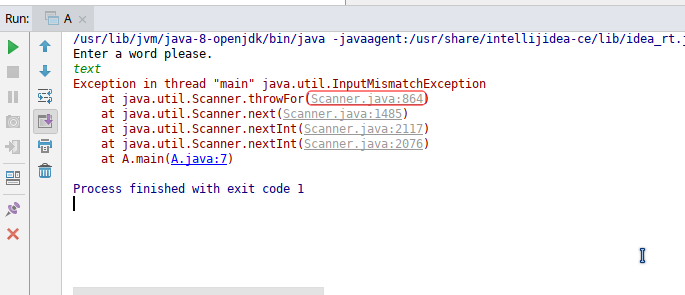 Run: A
/usr/lib/jvm/java-8-openjdk/bin/java -javaagent:/usr/share/intellijidea-ce/lib/idea_rt.j
Enter a word please.
text
Exception in thread "main" java.util.InputMismatchException
at java.util.Scanner.throwFor(Scanner.java:864)
at java.util.Scanner.next(Scanner.java:1485)
at java.util.Scanner.nextInt(Scanner.java:2117)
at java.util.Scanner.nextInt(Scanner.java:2076)
at A.main(A.java:7)
Process finished with exit code 1